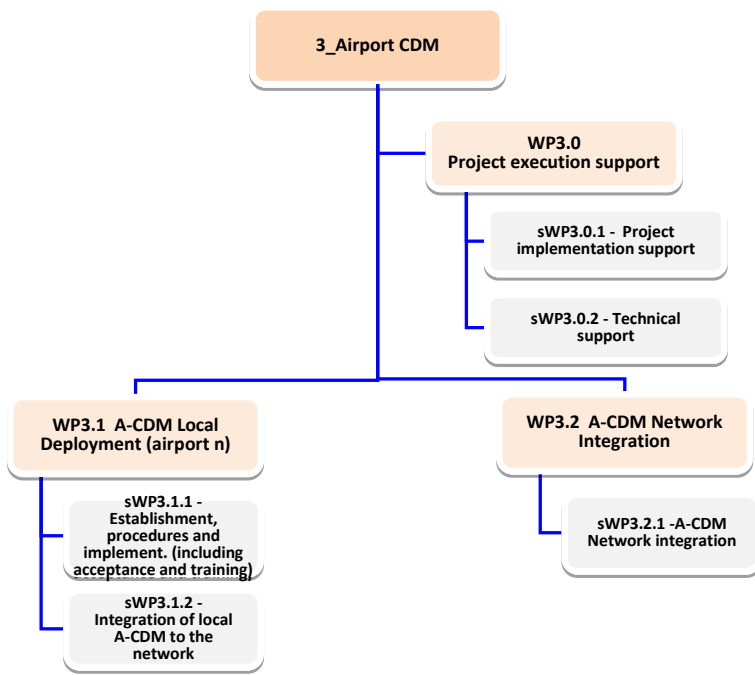 3_Airport CDM
WP3.0
Project execution support
sWP3.0.1 - Project
implementation support
sWP3.0.2 - Technical
support
WP3.1 A-CDM Local
Deployment (airport n)
sWP3.1.1 -
Establishment,
procedures and
implement. (including
acceptance and training)
sWP3.1.2 -
Integration of local
A-CDM to the
network
WP3.2 A-CDM Network
Integration
sWP3.2.1 -A-CDM
Network integration